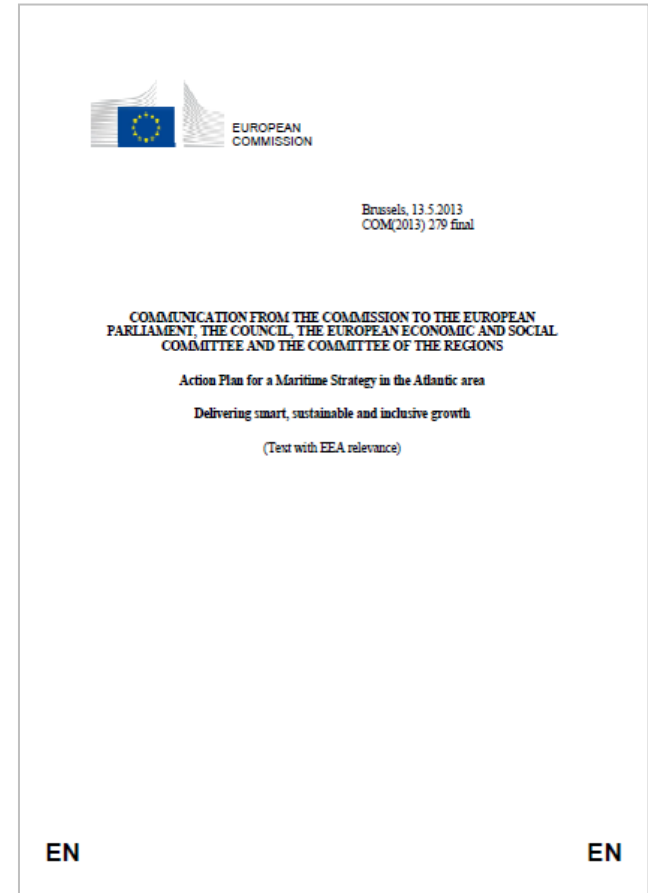 EUROPEAN
COMMISSION
Brussels, 13.5.2013
COM(2013) 279 final
COMMUNICATION FROM THE COMMISSION TO THE EUROPEAN
PARLIAMENT, THE COUNCIL, THE EUROPEAN ECONOMIC AND SOCIAL
COMMITTEE AND THE COMMITTEE OF THE REGIONS
Action Plan for a Maritime Strategy in the Atlantic area
Delivering smart, sustainable and inclusive growth
(Text with EEA relevance)
EN EN